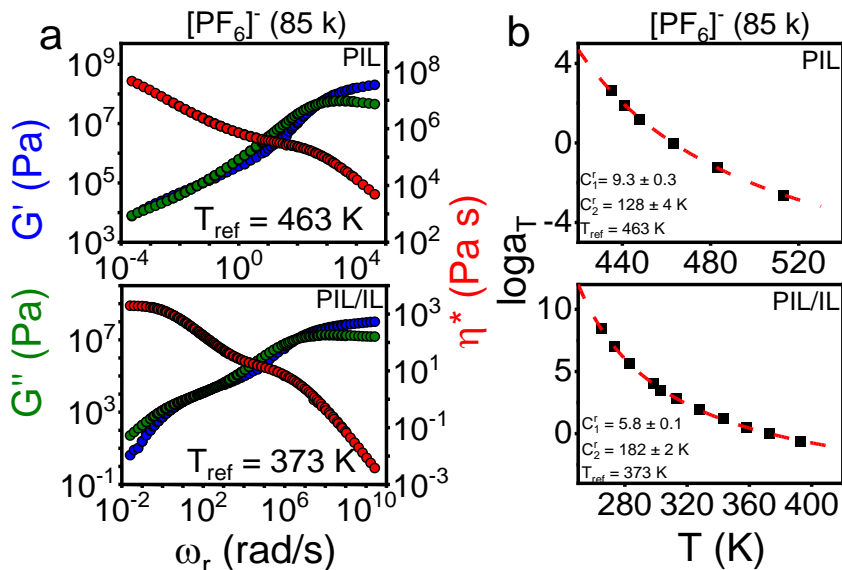 a
[PF6]- (85 k)
PIL
10^9
10^7
10^5
10^3
10^8
10^6
10^4
10^2
T_ref = 463 K
10^-4
10^0
10^4
G' (Pa)
G'' (Pa)
η* (Pa s)
PIL/IL
10^7
10^3
10^-1
10^3
10^1
10^-1
10^-3
T_ref = 373 K
10^-2
10^2
10^6
10^10
ω_r (rad/s)
b
[PF6]- (85 k)
PIL
4
0
-4
C_1^r= 9.3 ± 0.3
C_2^r = 128 ± 4 K
T_ref = 463 K
440
480
520
loga_T
PIL/IL
10
5
0
C_1^r = 5.8 ± 0.1
C_2^r = 182 ± 2 K
T_ref = 373 K
280
320
360
400
T (K)